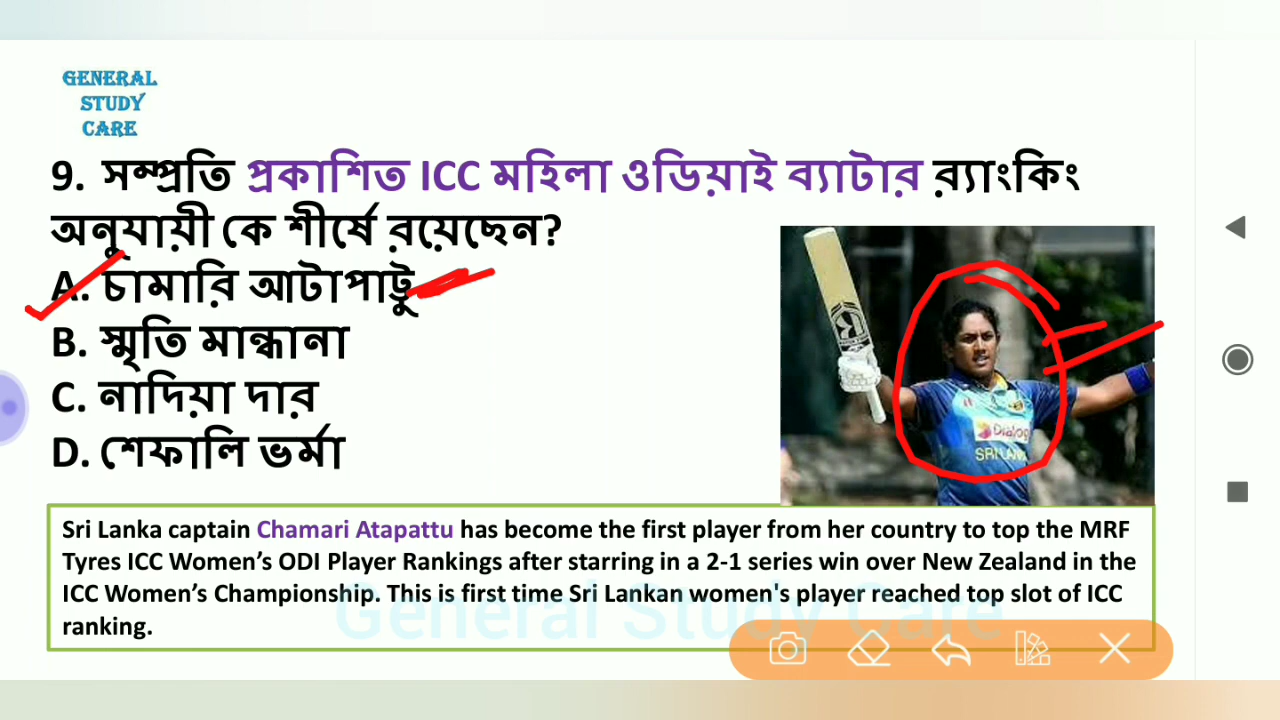 GENERAL
STUDY
CARE
9. সম্প্রতি প্রকাশিত ICC মহিলা ওডিয়াই ব্যাটার র‍্যাংকিং
অনুযায়ী কে শীর্ষে রয়েছেন?
A. চামারি আটাপাট্টু
B. স্মৃতি মান্ধানা
C. নাদিয়া দার
D. শেফালি ভর্মা
Dialog
SRI LANKA
Sri Lanka captain Chamari Atapattu has become the first player from her country to top the MRF
Tyres ICC Women’s ODI Player Rankings after starring in a 2-1 series win over New Zealand in the
ICC Women’s Championship. This is first time Sri Lankan women's player reached top slot of ICC
ranking.
General Study Care